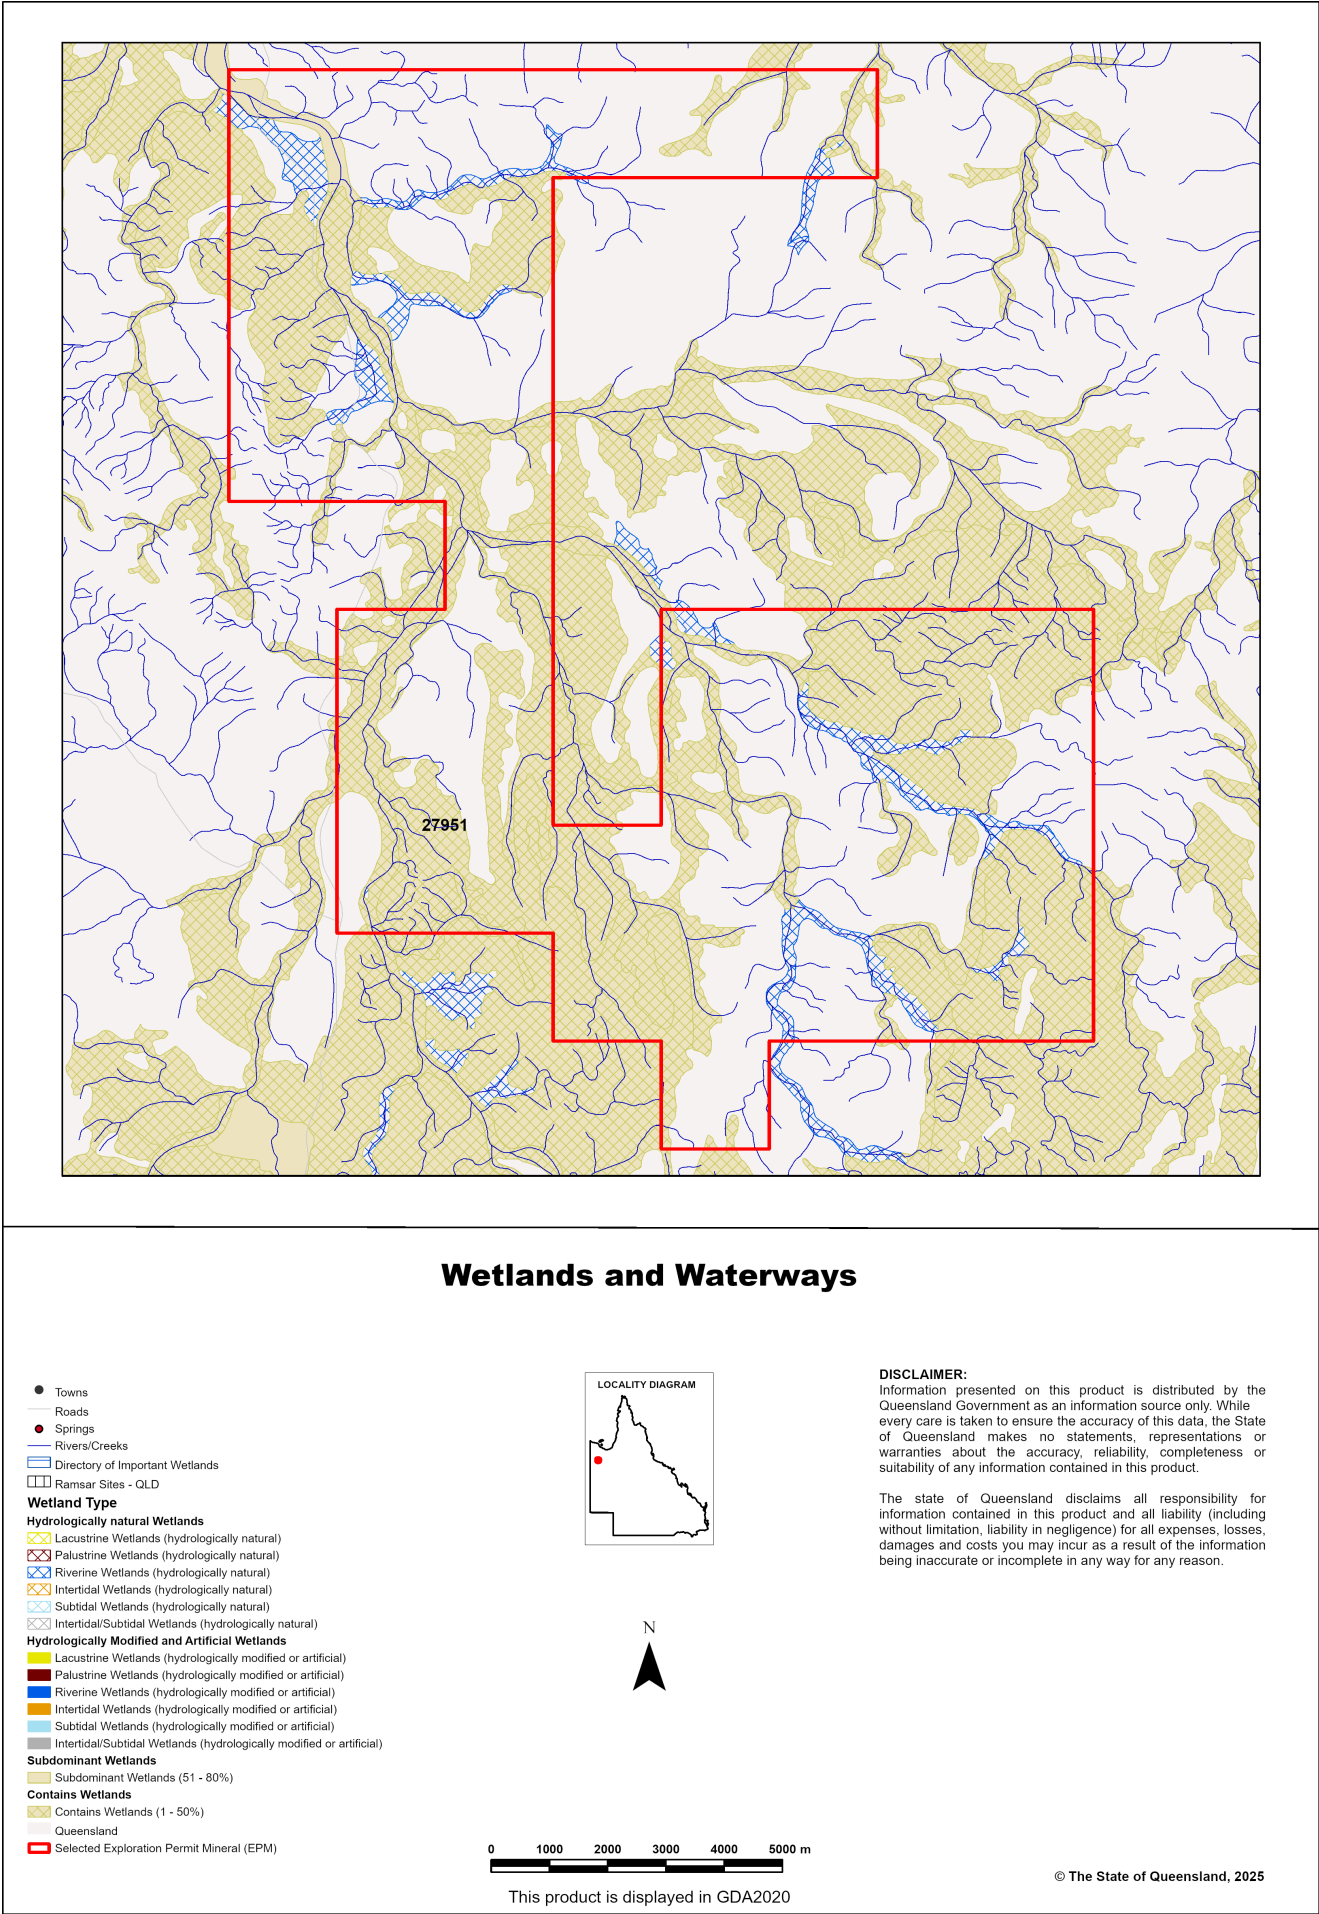 27951
Wetlands and Waterways
Towns
Roads
Springs
Rivers/Creeks
Directory of Important Wetlands
Ramsar Sites - QLD
Wetland Type
Hydrologically natural Wetlands
Lacustrine Wetlands (hydrologically natural)
Palustrine Wetlands (hydrologically natural)
Riverine Wetlands (hydrologically natural)
Intertidal Wetlands (hydrologically natural)
Subtidal Wetlands (hydrologically natural)
Intertidal/Subtidal Wetlands (hydrologically natural)
Hydrologically Modified and Artificial Wetlands
Lacustrine Wetlands (hydrologically modified or artificial)
Palustrine Wetlands (hydrologically modified or artificial)
Riverine Wetlands (hydrologically modified or artificial)
Intertidal Wetlands (hydrologically modified or artificial)
Subtidal Wetlands (hydrologically modified or artificial)
Intertidal/Subtidal Wetlands (hydrologically modified or artificial)
Subdominant Wetlands
Subdominant Wetlands (51 - 80%)
Contains Wetlands
Contains Wetlands (1 - 50%)
Queensland
Selected Exploration Permit Mineral (EPM)
LOCALITY DIAGRAM
N
0 1000 2000 3000 4000 5000 m
This product is displayed in GDA2020
DISCLAIMER:
Information presented on this product is distributed by the
Queensland Government as an information source only. While
every care is taken to ensure the accuracy of this data, the State
of Queensland makes no statements, representations or
warranties about the accuracy, reliability, completeness or
suitability of any information contained in this product.
The state of Queensland disclaims all responsibility for
information contained in this product and all liability (including
without limitation, liability in negligence) for all expenses, losses,
damages and costs you may incur as a result of the information
being inaccurate or incomplete in any way for any reason.
© The State of Queensland, 2025